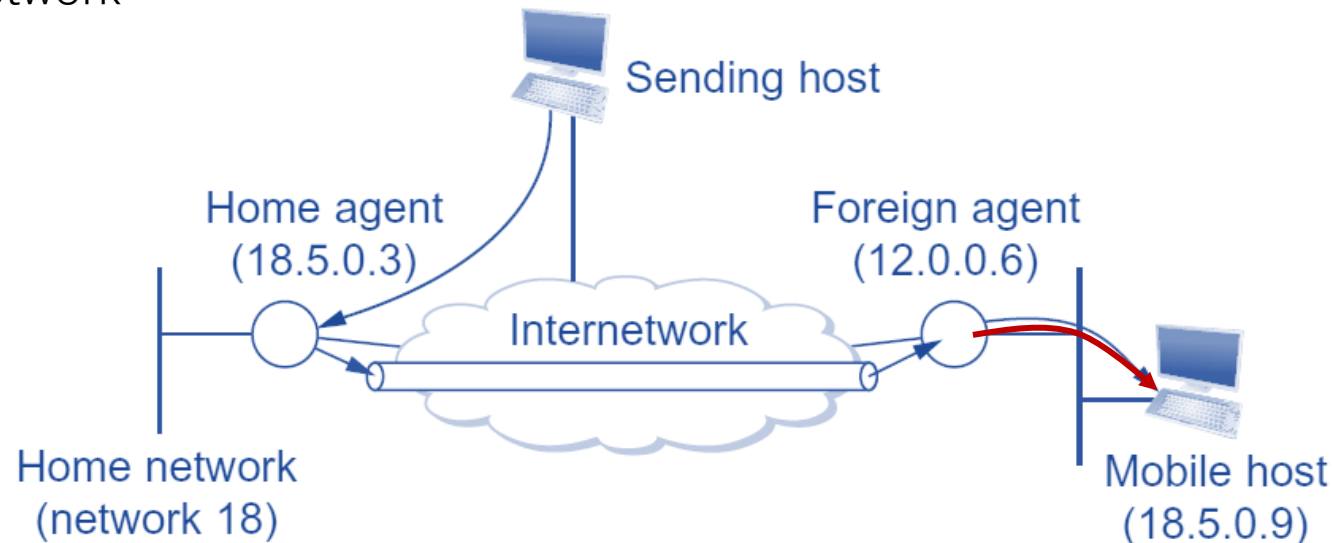 Sending host
Home agent
(18.5.0.3)
Foreign agent
(12.0.0.6)
Internetwork
Home network
(network 18)
Mobile host
(18.5.0.9)